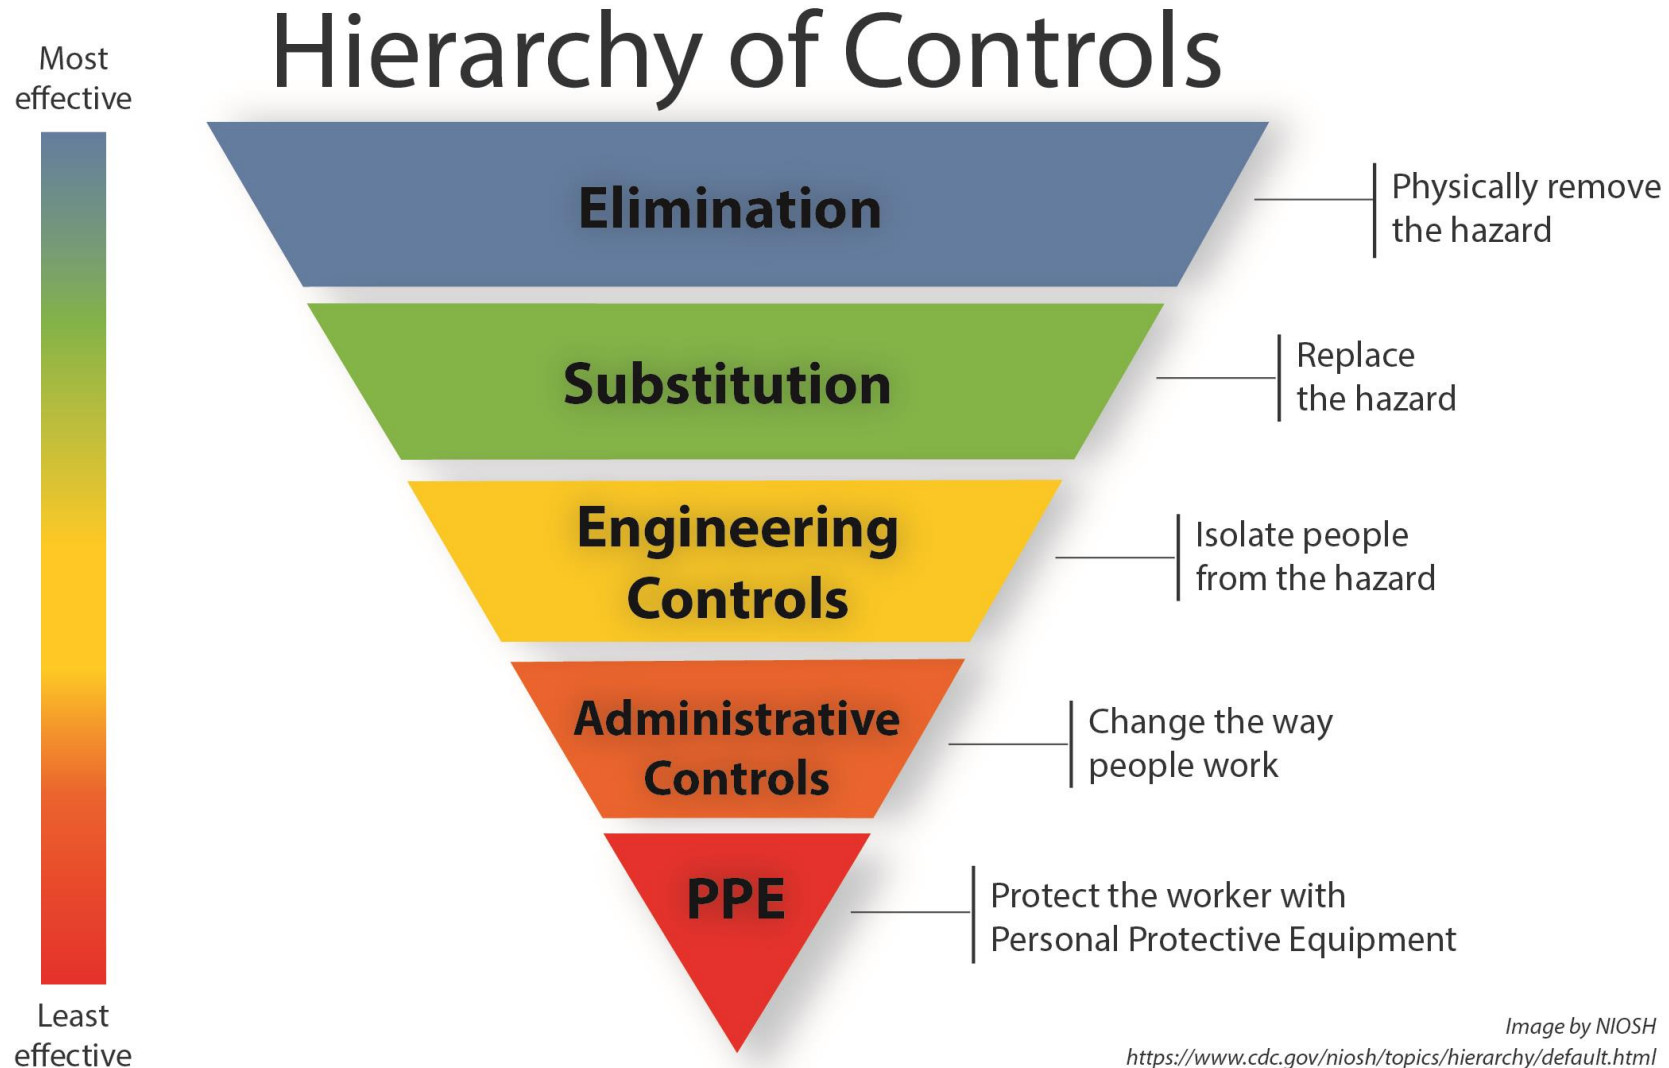 Hierarchy of Controls
Most
effective
Elimination
Physically remove
the hazard
Substitution
Replace
the hazard
Engineering
Controls
Isolate people
from the hazard
Administrative
Controls
Change the way
people work
PPE
Protect the worker with
Personal Protective Equipment
Least
effective
Image by NIOSH
https://www.cdc.gov/niosh/topics/hierarchy/default.html